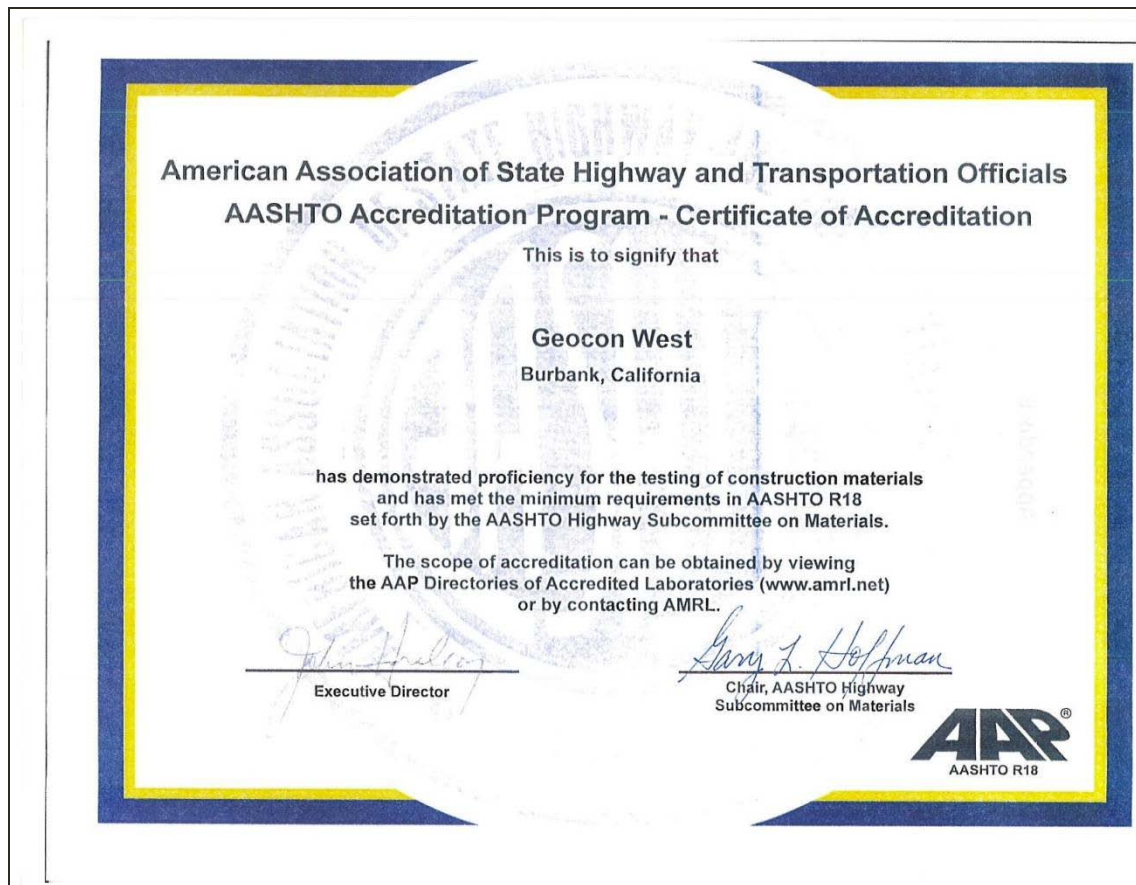 American Association of State Highway and Transportation Officials
AASHTO Accreditation Program - Certificate of Accreditation
This is to signify that
Geocon West
Burbank, California
has demonstrated proficiency for the testing of construction materials
and has met the minimum requirements in AASHTO R18
set forth by the AASHTO Highway Subcommittee on Materials.
The scope of accreditation can be obtained by viewing
the AAP Directories of Accredited Laboratories (www.amrl.net)
or by contacting AMRL.
John
Gary L. Hoffman
Executive Director
Chair, AASHTO Highway
Subcommittee on Materials
AAP®
AASHTO R18